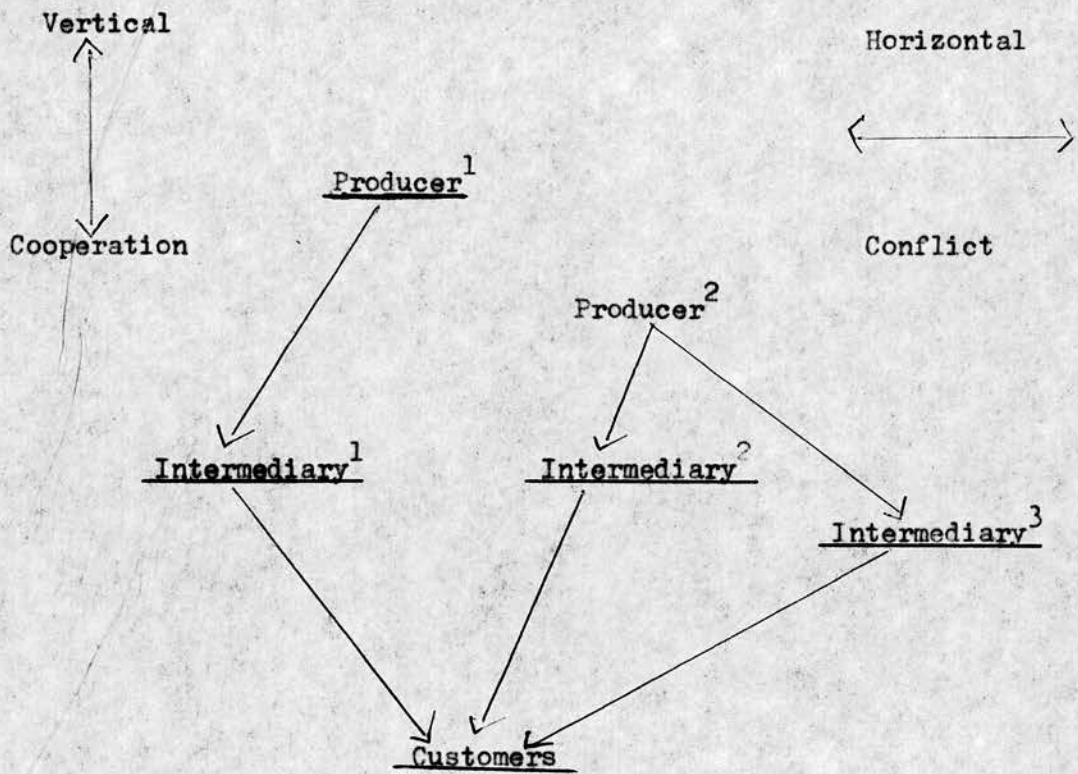 Vertical
Horizontal
Producer¹
Cooperation
Conflict
Producer²
Intermediary¹
Intermediary²
Intermediary³
Customers